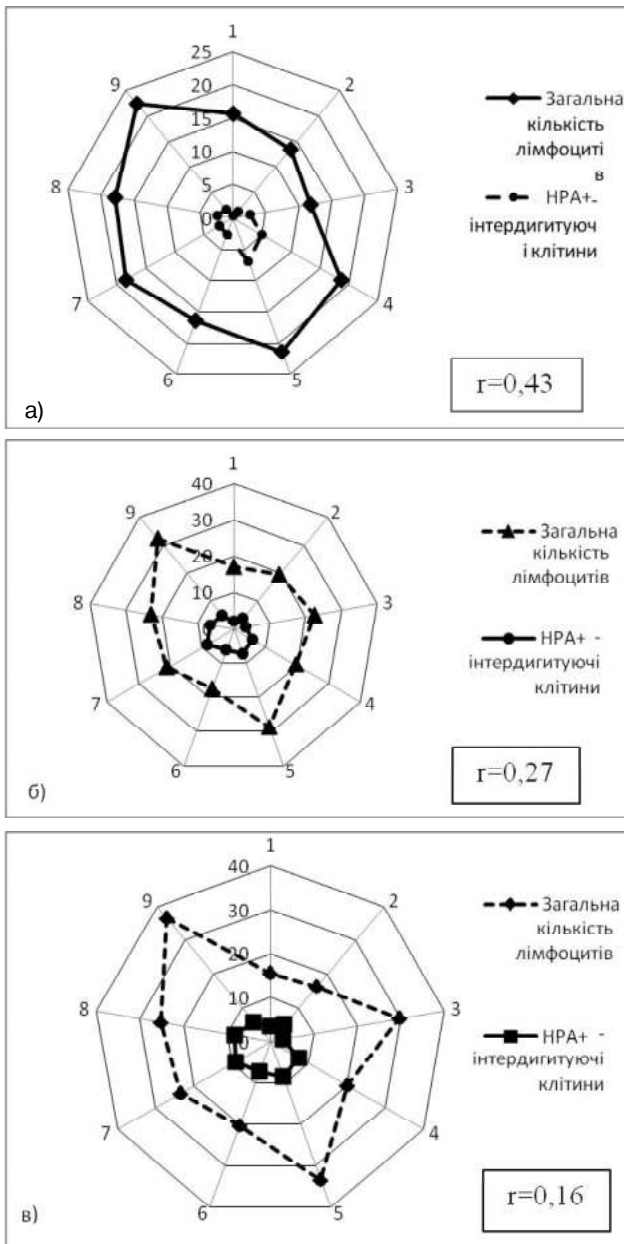 1
25
20
15
10
5
0
2
3
4
5
6
7
8
9
Загальна
кількість
лімфоциті
в
HPA+-
інтердигитуюч
і клітини
r=0,43
а)
1
40
30
20
10
0
2
3
4
5
6
7
8
9
Загальна
кількість
лімфоцитів
HPA+ -
інтердигитуючі
клітини
r=0,27
б)
1
40
30
20
10
0
2
3
4
5
6
7
8
9
Загальна
кількість
лімфоцитів
HPA+ -
інтердигитуючі
клітини
r=0,16
в)